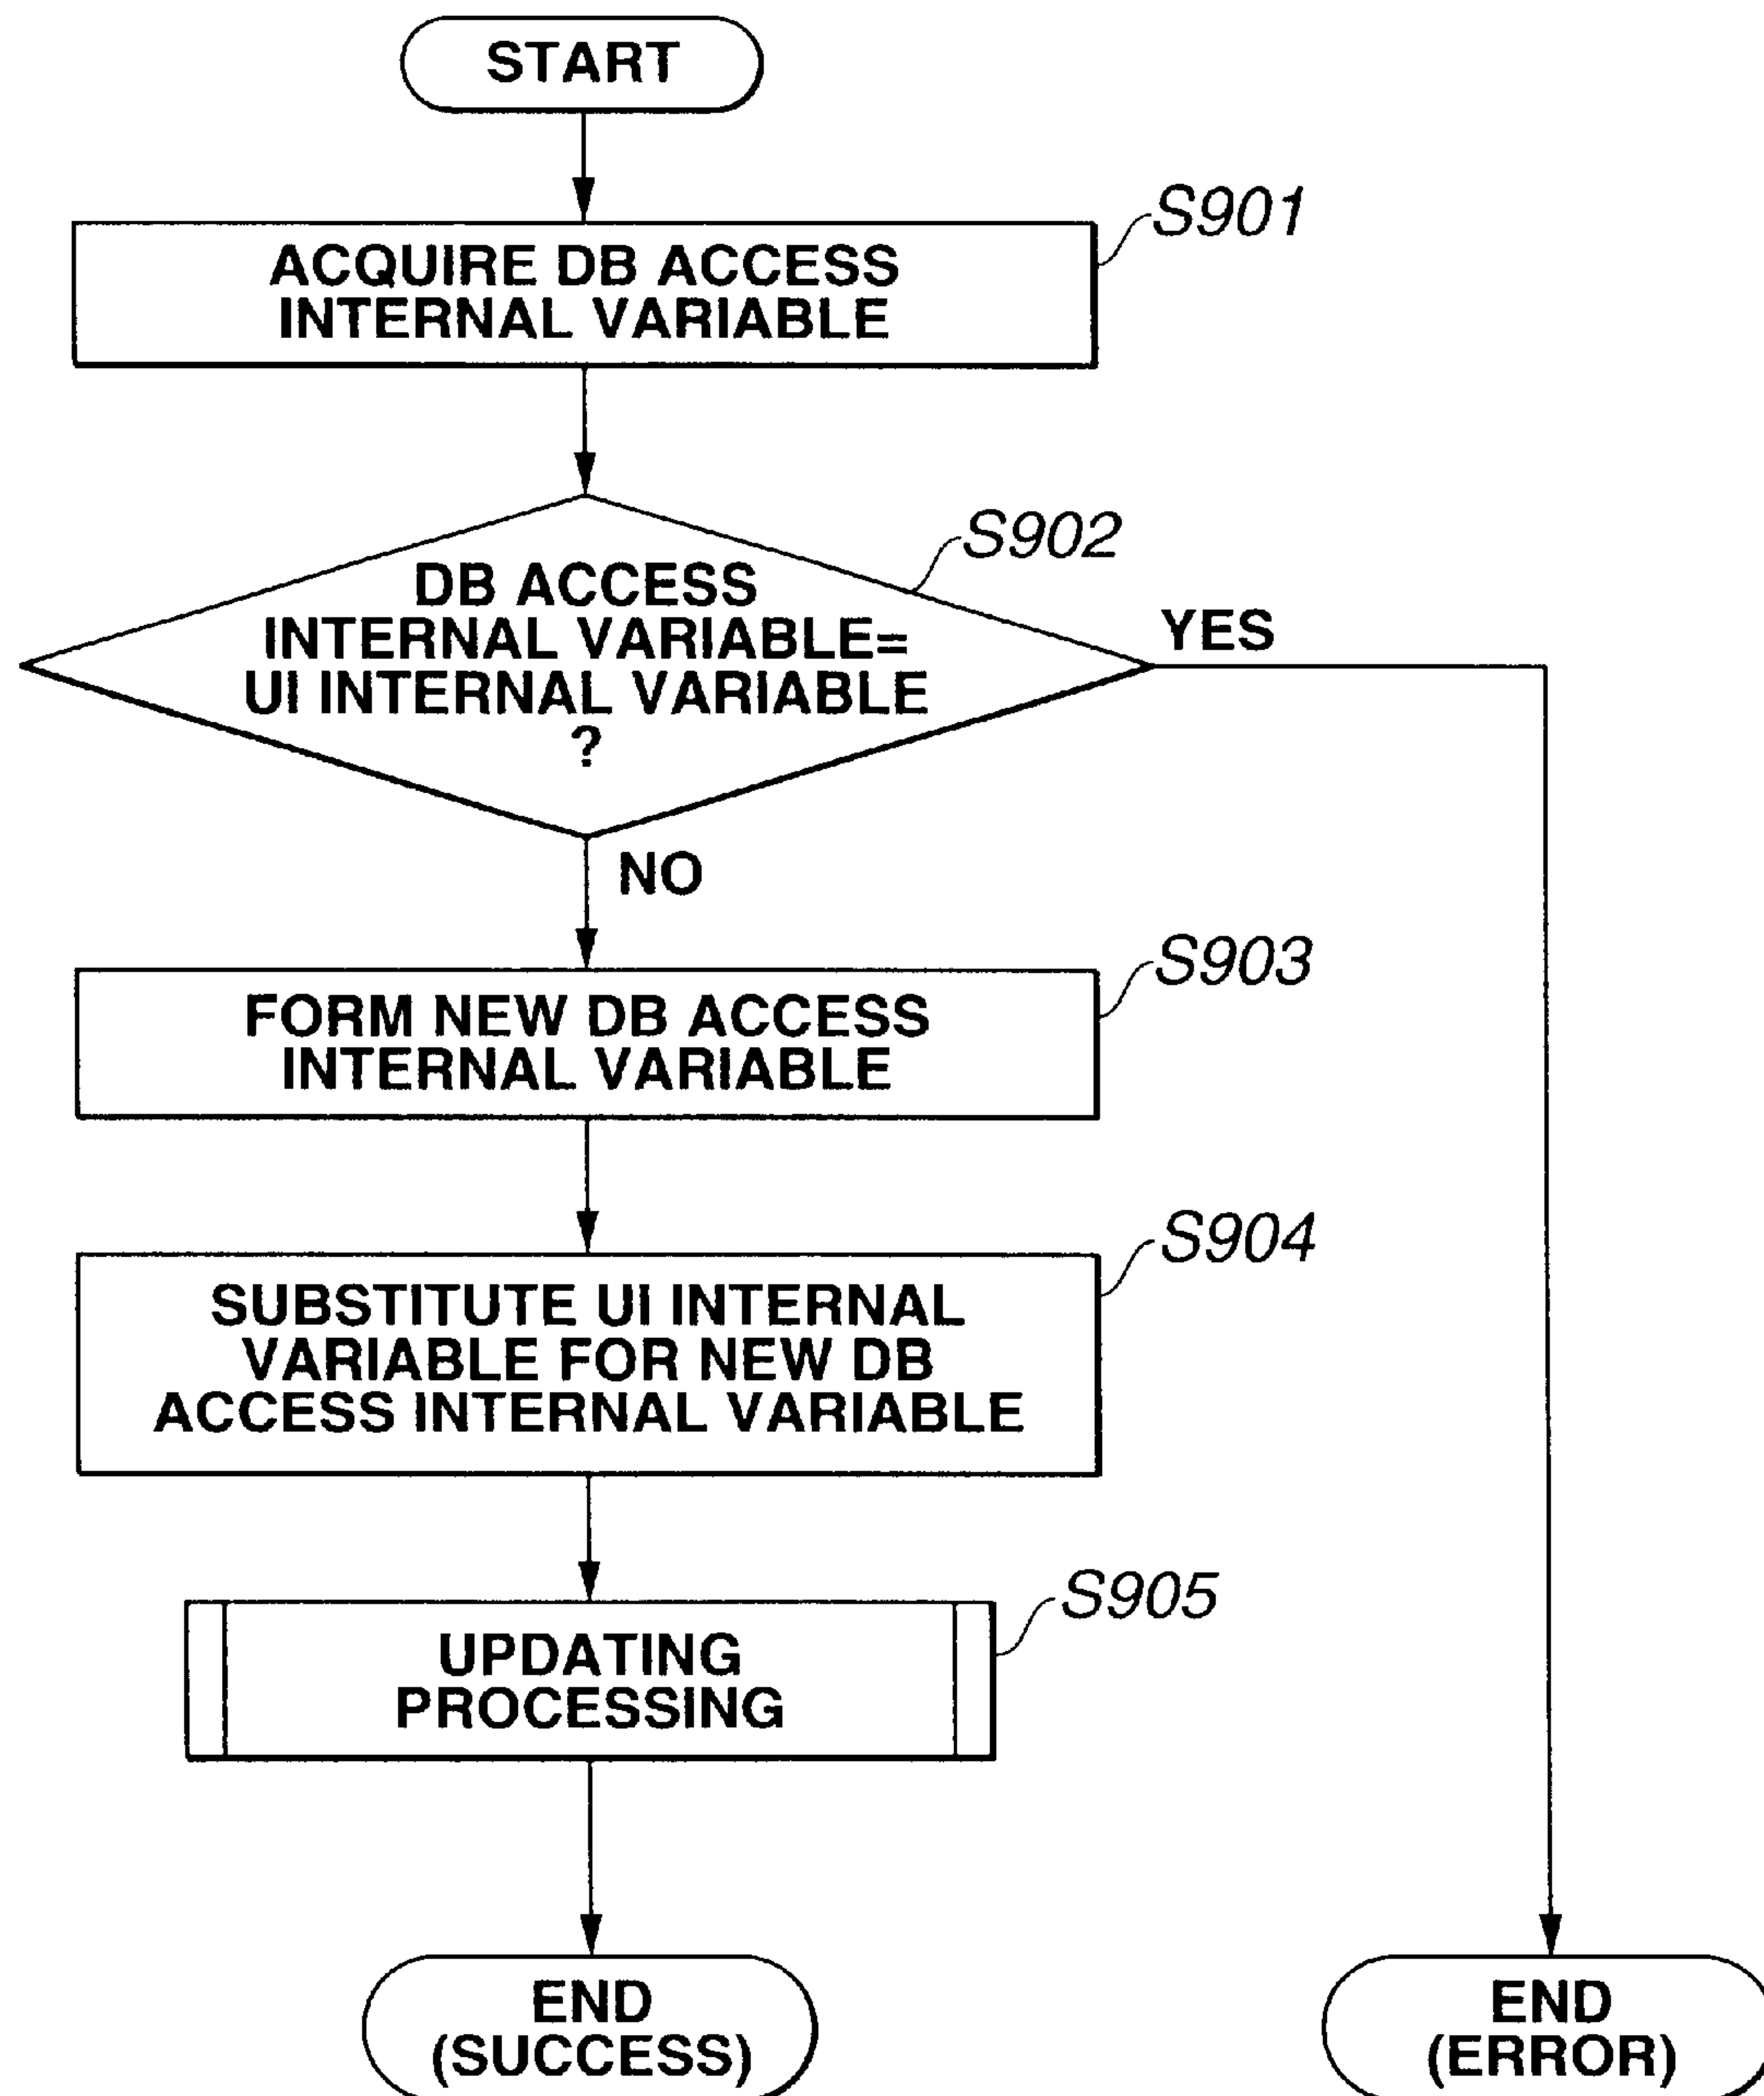 START
S901
ACQUIRE DB ACCESS
INTERNAL VARIABLE
S902
DB ACCESS
INTERNAL VARIABLE=
UI INTERNAL VARIABLE
?
YES
NO
S903
FORM NEW DB ACCESS
INTERNAL VARIABLE
S904
SUBSTITUTE UI INTERNAL
VARIABLE FOR NEW DB
ACCESS INTERNAL VARIABLE
S905
UPDATING
PROCESSING
END
(SUCCESS)
END
(ERROR)